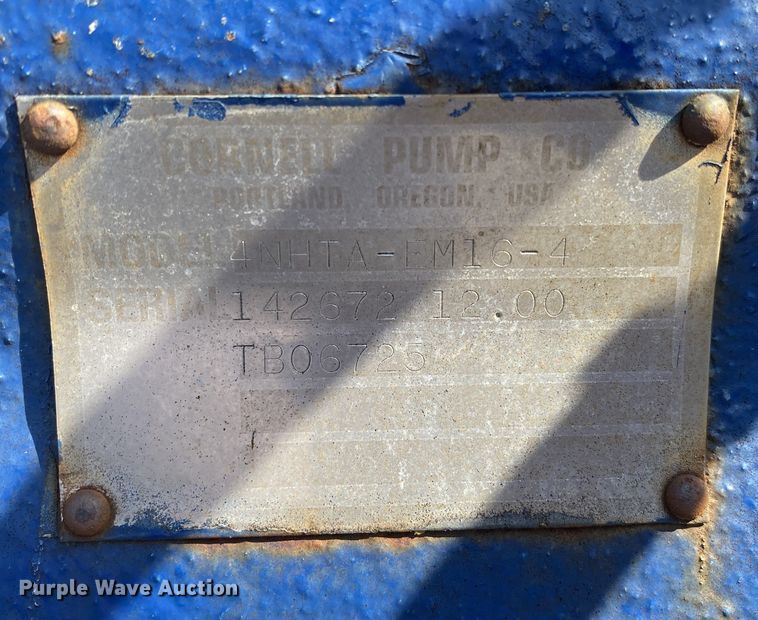 CORNELL PUMP CO
PORTLAND, OREGON, USA
MODEL 4NHTA-EM16-4
SERIAL 142672 12.00
TB06725
Purple Wave Auction®